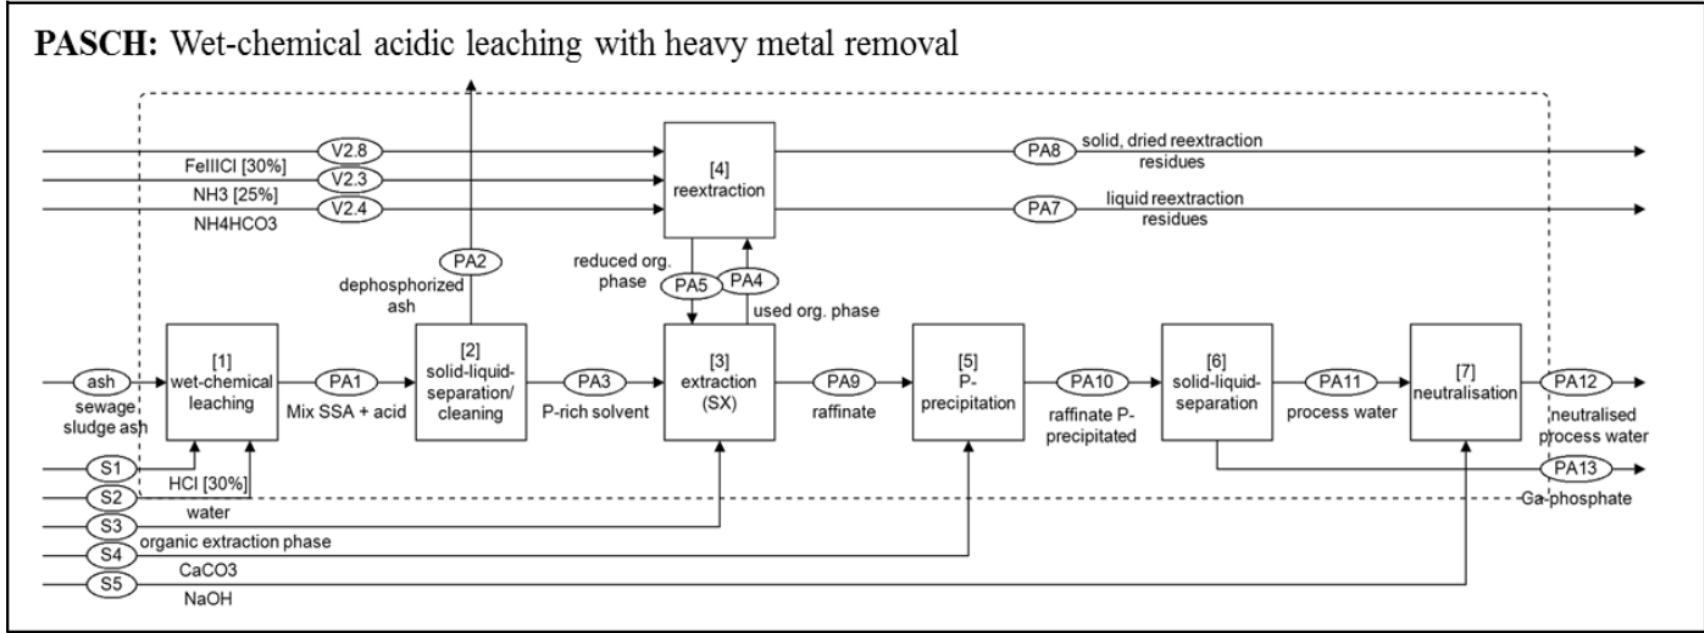 PASCH: Wet-chemical acidic leaching with heavy metal removal
V2.8
FeIIICl [30%]
V2.3
NH3 [25%]
V2.4
NH4HCO3
[4]
reextraction
PA8
solid, dried reextraction
residues
PA7
liquid reextraction
residues
PA2
dephosphorized
ash
reduced org.
phase
PA5
PA4
used org. phase
ash
sewage
sludge ash
[1]
wet-chemical
leaching
PA1
Mix SSA + acid
[2]
solid-liquid-
separation/
cleaning
PA3
P-rich solvent
[3]
extraction
(SX)
PA9
raffinate
[5]
P-
precipitation
PA10
raffinate P-
precipitated
[6]
solid-liquid-
separation
PA11
process water
[7]
neutralisation
PA12
neutralised
process water
PA13
Ga-phosphate
S1
HCl [30%]
S2
water
S3
organic extraction phase
S4
CaCO3
S5
NaOH